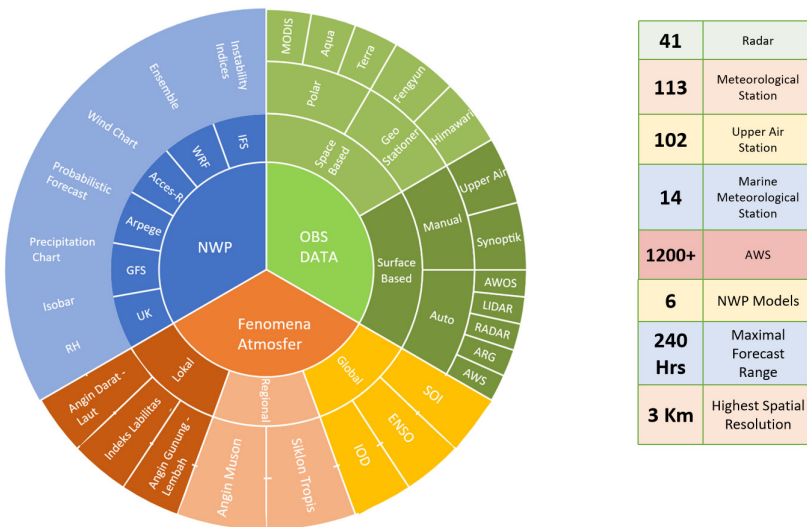 NWP
OBS
DATA
Fenomena
Atmosfer
IFS
WRF
Acces-R
Arpege
GFS
UK
Instability
Indices
Ensemble
Wind Chart
Probabilistic
Forecast
Precipitation
Chart
Isobar
RH
Space
Based
Polar
MODIS
Aqua
Terra
Geo
Stationer
Fengyun
Himawari
Surface
Based
Manual
Upper Air
Synoptik
Auto
AWOS
LIDAR
RADAR
ARG
AWS
Global
SOI
ENSO
IOD
Regional
Siklon Tropis
Angin Muson
Lokal
Angin Gunung -
Lembah
Indeks Labilitas
Angin Darat -
Laut
41 Radar
113 Meteorological
Station
102 Upper Air
Station
14 Marine
Meteorological
Station
1200+ AWS
6 NWP Models
240
Hrs
Maximal
Forecast
Range
3 Km Highest Spatial
Resolution